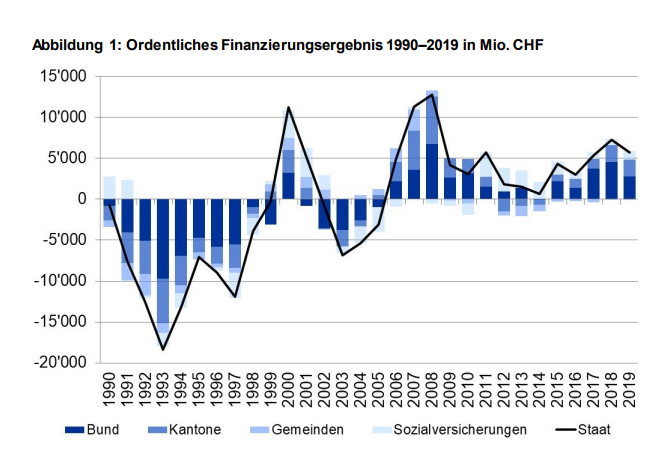 Abbildung 1: Ordentliches Finanzierungsergebnis 1990–2019 in Mio. CHF
15'000
10'000
5'000
0
-5'000
-10'000
-15'000
-20'000
1990 1991 1992 1993 1994 1995 1996 1997 1998 1999 2000 2001 2002 2003 2004 2005 2006 2007 2008 2009 2010 2011 2012 2013 2014 2015 2016 2017 2018 2019
Bund Kantone Gemeinden Sozialversicherungen Staat